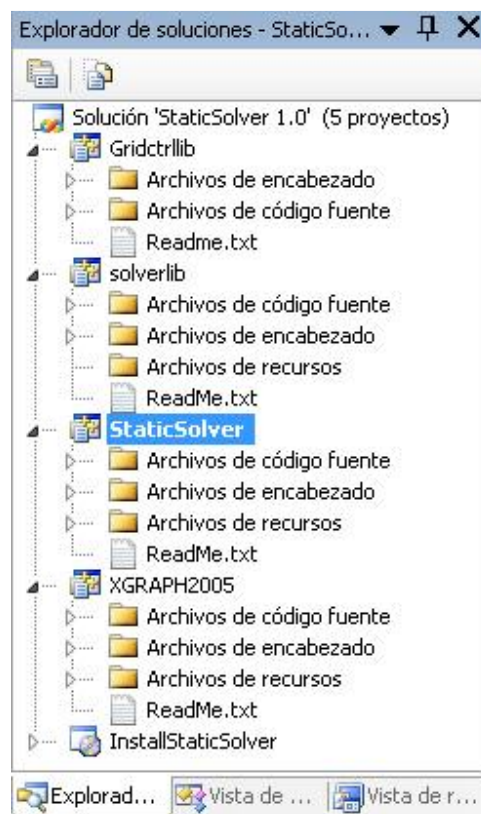 Explorador de soluciones - StaticSo...
Solución 'StaticSolver 1.0' (5 proyectos)
Gridctrllib
Archivos de encabezado
Archivos de código fuente
Readme.txt
solverlib
Archivos de código fuente
Archivos de encabezado
Archivos de recursos
ReadMe.txt
StaticSolver
Archivos de código fuente
Archivos de encabezado
Archivos de recursos
ReadMe.txt
XGRAPH2005
Archivos de código fuente
Archivos de encabezado
Archivos de recursos
ReadMe.txt
InstallStaticSolver
Explorad... Vista de ... Vista de r...